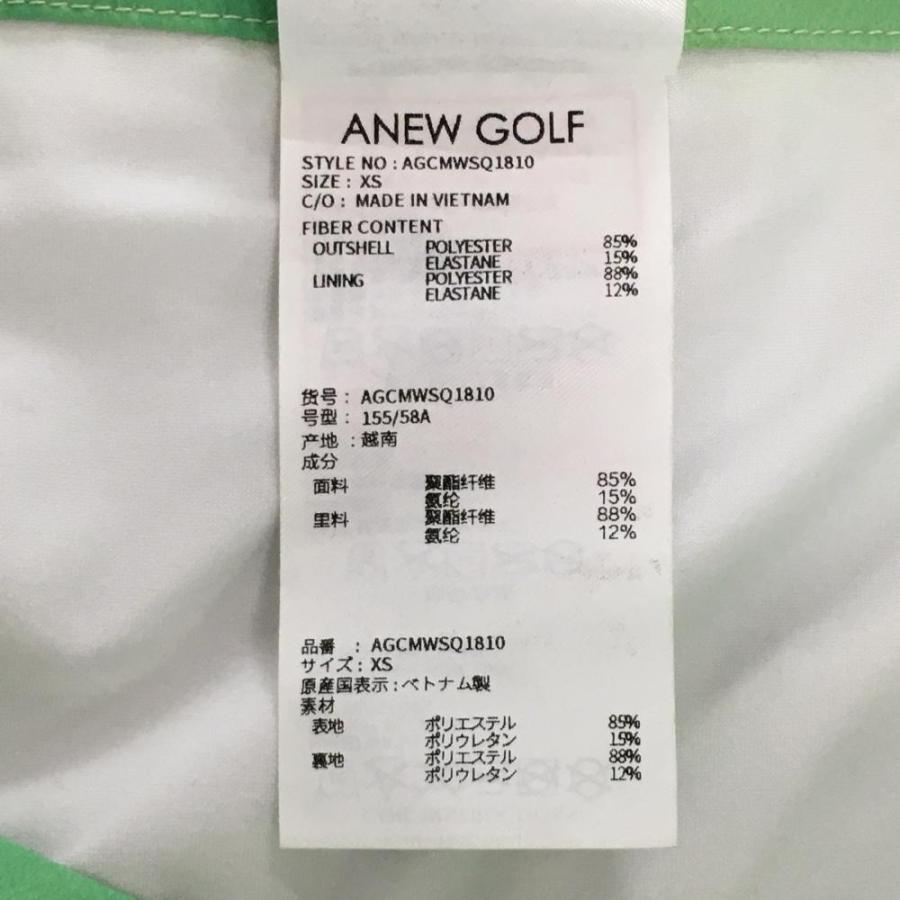 ANEW GOLF
STYLE NO : AGCMWSQ1810
SIZE : XS
C/O : MADE IN VIETNAM
FIBER CONTENT
OUTSHELL POLYESTER 85%
ELASTANE 15%
LINING POLYESTER 88%
ELASTANE 12%
货号 : AGCMWSQ1810
号型 : 155/58A
产地 : 越南
成分
面料 聚酯纤维 85%
氨纶 15%
里料 聚酯纤维 88%
氨纶 12%
品番 : AGCMWSQ1810
サイズ : XS
原産国表示 : ベトナム製
素材
表地 ポリエステル 85%
ポリウレタン 15%
裏地 ポリエステル 88%
ポリウレタン 12%